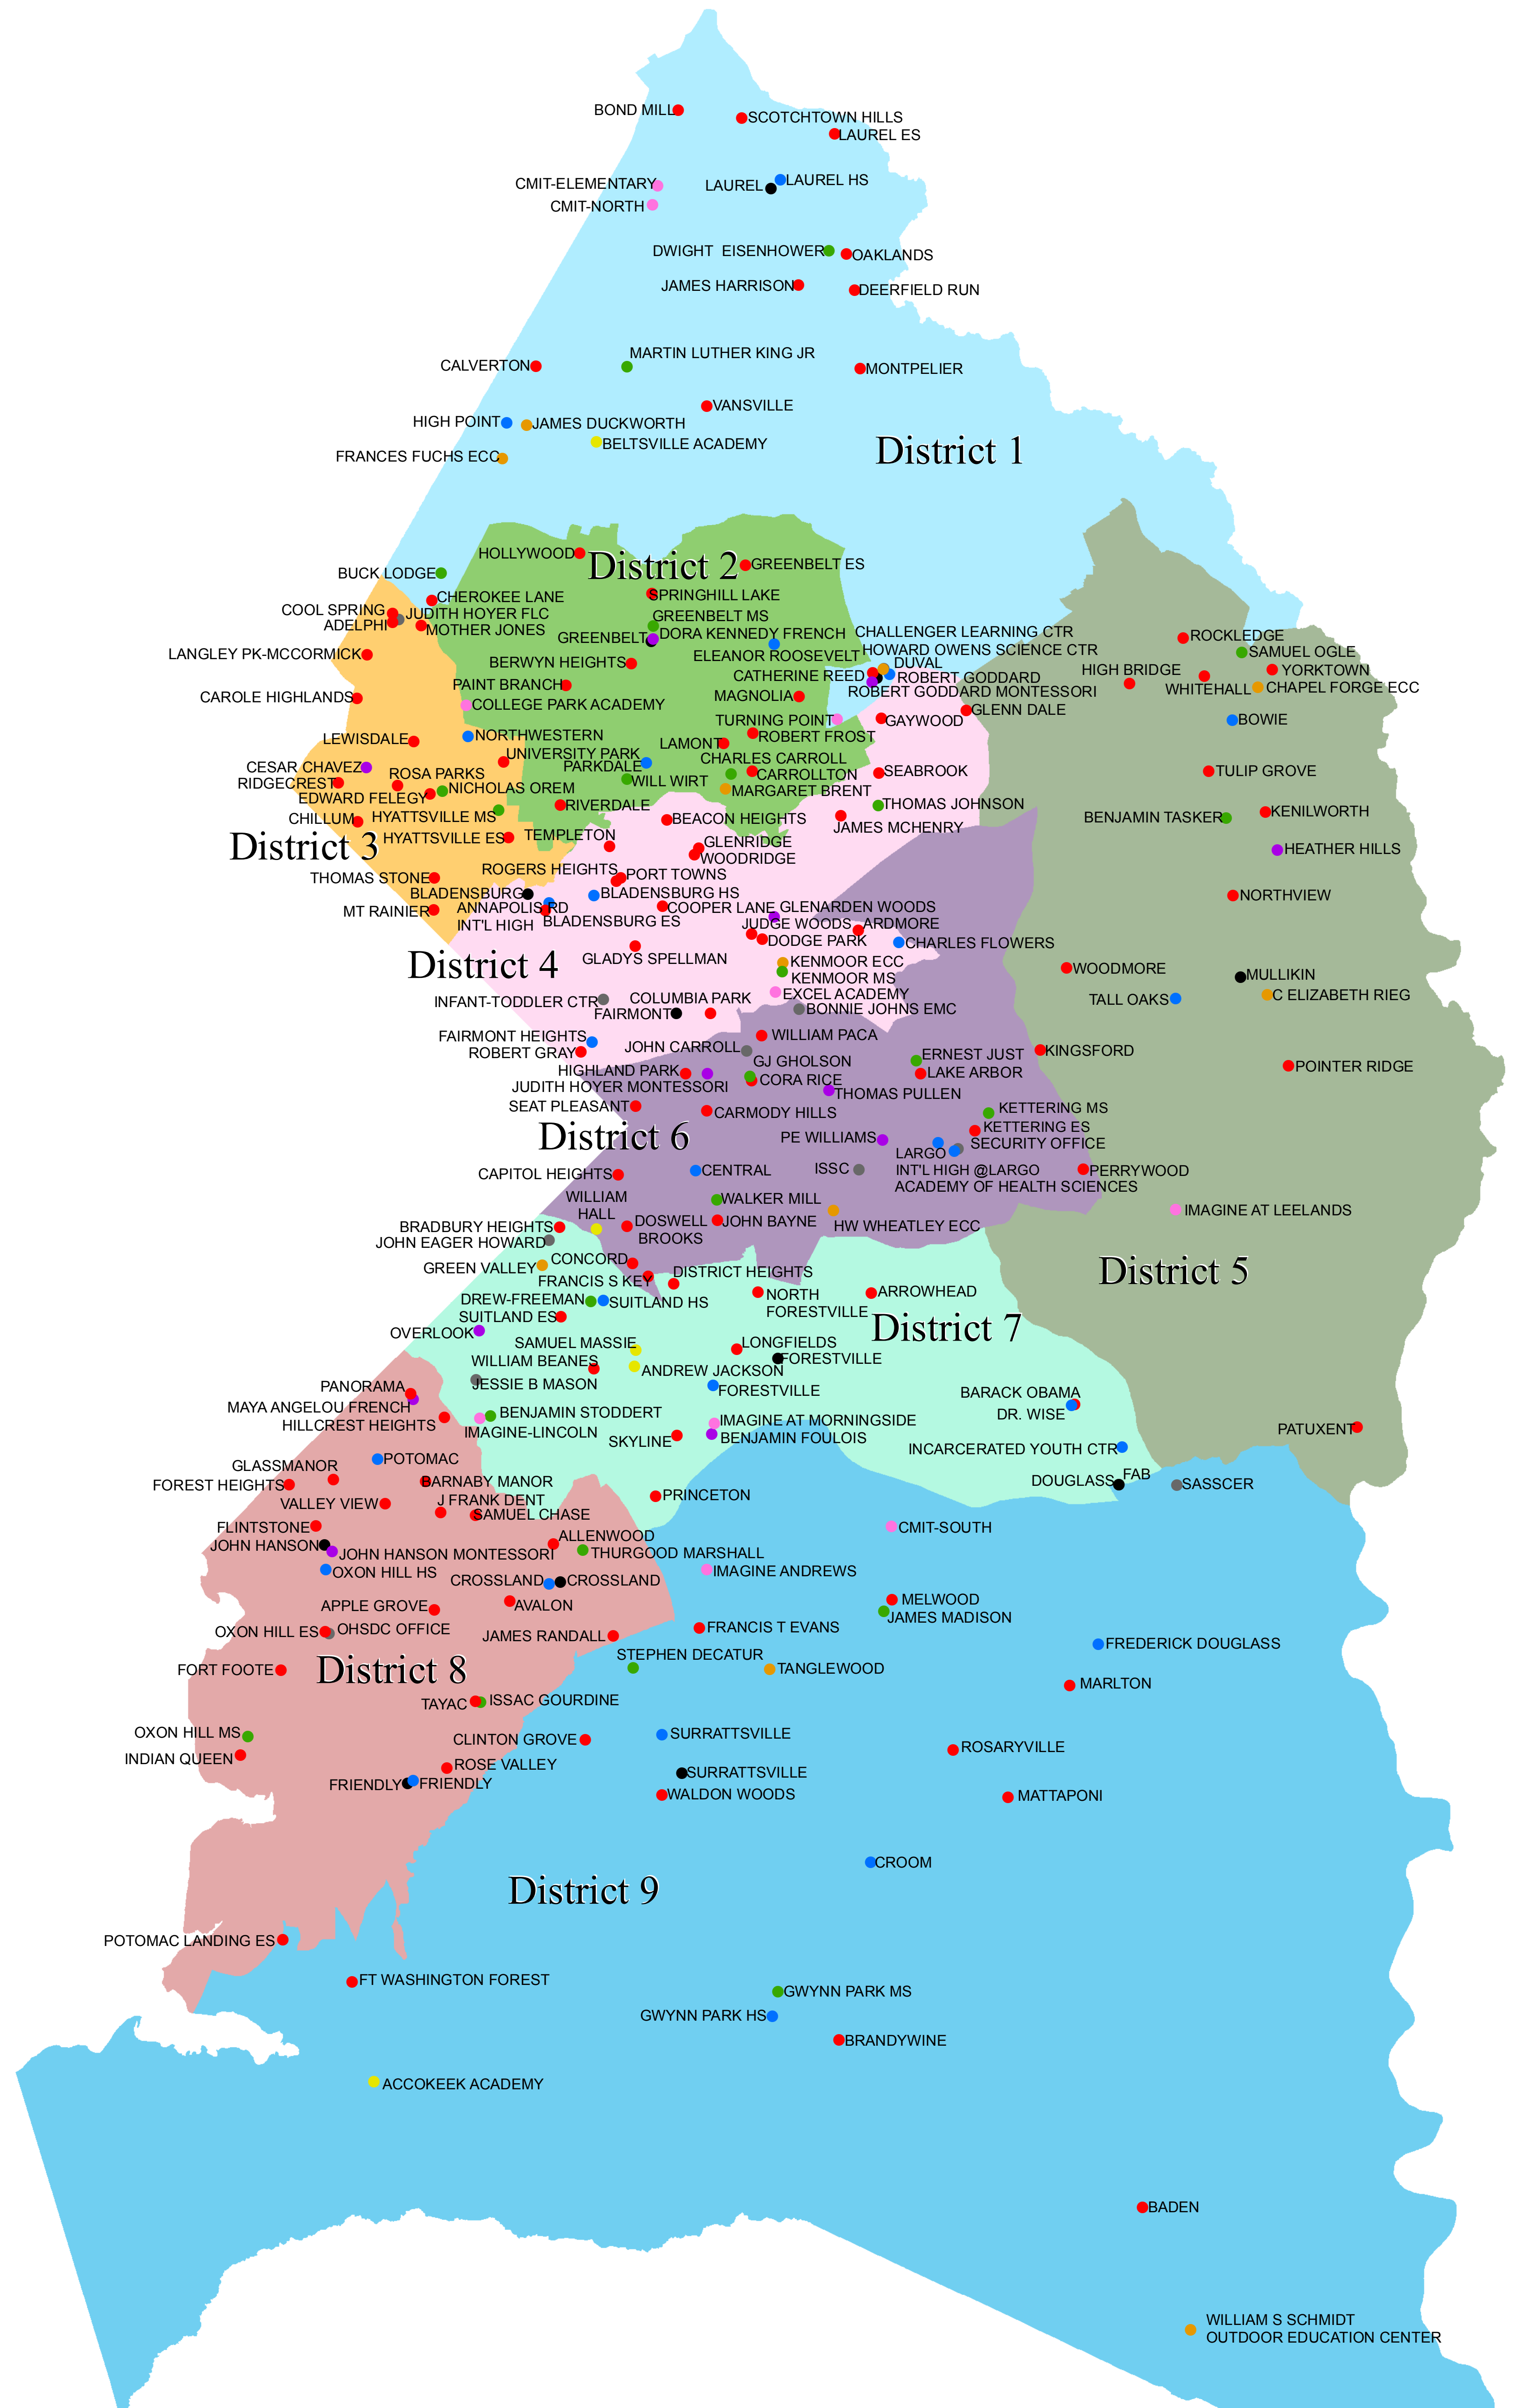 BOND MILL
SCOTCHTOWN HILLS
LAUREL ES
CMIT-ELEMENTARY
LAUREL
LAUREL HS
CMIT-NORTH
DWIGHT EISENHOWER
OAKLANDS
JAMES HARRISON
DEERFIELD RUN
MARTIN LUTHER KING JR
CALVERTON
MONTPELIER
VANSVILLE
HIGH POINT
JAMES DUCKWORTH
BELTSVILLE ACADEMY
District 1
FRANCES FUCHS ECC
HOLLYWOOD
District 2
GREENBELT ES
BUCK LODGE
CHEROKEE LANE
SPRINGHILL LAKE
COOL SPRING
JUDITH HOYER FLC
ADELPHI
MOTHER JONES
GREENBELT MS
GREENBELT
DORA KENNEDY FRENCH
CHALLENGER LEARNING CTR
HOWARD OWENS SCIENCE CTR
ELEANOR ROOSEVELT
DUVAL
LANGLEY PK-MCCORMICK
BERWYN HEIGHTS
CATHERINE REED
ROBERT GODDARD
ROBERT GODDARD MONTESSORI
ROCKLEDGE
SAMUEL OGLE
HIGH BRIDGE
YORKTOWN
WHITEHALL
CHAPEL FORGE ECC
PAINT BRANCH
CAROLE HIGHLANDS
COLLEGE PARK ACADEMY
MAGNOLIA
GLENN DALE
TURNING POINT
GAYWOOD
BOWIE
LEWISDALE
NORTHWESTERN
LAMONT
ROBERT FROST
UNIVERSITY PARK
PARKDALE
CHARLES CARROLL
CESAR CHAVEZ
ROSA PARKS
CARROLLTON
SEABROOK
TULIP GROVE
RIDGECREST
NICHOLAS OREM
WILL WIRT
MARGARET BRENT
EDWARD FELEGY
RIVERDALE
THOMAS JOHNSON
CHILLUM
HYATTSVILLE MS
BEACON HEIGHTS
JAMES MCHENRY
BENJAMIN TASKER
KENILWORTH
District 3
HYATTSVILLE ES
TEMPLETON
GLENRIDGE
WOODRIDGE
HEATHER HILLS
THOMAS STONE
ROGERS HEIGHTS
PORT TOWNS
BLADENSBURG
BLADENSBURG HS
NORTHVIEW
MT RAINIER
ANNAPOLIS RD
INT'L HIGH
BLADENSBURG ES
COOPER LANE
GLENARDEN WOODS
JUDGE WOODS
ARDMORE
DODGE PARK
CHARLES FLOWERS
District 4
GLADYS SPELLMAN
KENMOOR ECC
KENMOOR MS
WOODMORE
MULLIKIN
INFANT-TODDLER CTR
COLUMBIA PARK
EXCEL ACADEMY
TALL OAKS
C ELIZABETH RIEG
FAIRMONT
BONNIE JOHNS EMC
FAIRMONT HEIGHTS
WILLIAM PACA
ROBERT GRAY
JOHN CARROLL
ERNEST JUST
KINGSFORD
GJ GHOLSON
HIGHLAND PARK
LAKE ARBOR
POINTER RIDGE
CORA RICE
JUDITH HOYER MONTESSORI
THOMAS PULLEN
SEAT PLEASANT
CARMODY HILLS
KETTERING MS
KETTERING ES
District 6
PE WILLIAMS
SECURITY OFFICE
LARGO
CAPITOL HEIGHTS
CENTRAL
ISSC
INT'L HIGH @LARGO
ACADEMY OF HEALTH SCIENCES
PERRYWOOD
WILLIAM
HALL
WALKER MILL
IMAGINE AT LEELANDS
BRADBURY HEIGHTS
DOSWELL
BROOKS
JOHN BAYNE
HW WHEATLEY ECC
JOHN EAGER HOWARD
GREEN VALLEY
CONCORD
FRANCIS S KEY
DISTRICT HEIGHTS
District 5
DREW-FREEMAN
SUITLAND HS
NORTH
FORESTVILLE
ARROWHEAD
SUITLAND ES
District 7
OVERLOOK
SAMUEL MASSIE
LONGFIELDS
WILLIAM BEANES
ANDREW JACKSON
FORESTVILLE
JESSIE B MASON
FORESTVILLE
PANORAMA
BARACK OBAMA
MAYA ANGELOU FRENCH
DR. WISE
HILLCREST HEIGHTS
BENJAMIN STODDERT
IMAGINE AT MORNINGSIDE
PATUXENT
IMAGINE-LINCOLN
SKYLINE
BENJAMIN FOULOIS
INCARCERATED YOUTH CTR
POTOMAC
GLASSMANOR
FOREST HEIGHTS
BARNABY MANOR
DOUGLASS
FAB
SASSCER
VALLEY VIEW
J FRANK DENT
PRINCETON
SAMUEL CHASE
FLINTSTONE
CMIT-SOUTH
JOHN HANSON
ALLENWOOD
JOHN HANSON MONTESSORI
THURGOOD MARSHALL
OXON HILL HS
IMAGINE ANDREWS
CROSSLAND
CROSSLAND
APPLE GROVE
AVALON
MELWOOD
JAMES MADISON
OXON HILL ES
OHSDC OFFICE
JAMES RANDALL
FRANCIS T EVANS
FREDERICK DOUGLASS
STEPHEN DECATUR
FORT FOOTE
District 8
TANGLEWOOD
MARLTON
TAYAC
ISSAC GOURDINE
OXON HILL MS
CLINTON GROVE
SURRATTSVILLE
INDIAN QUEEN
ROSE VALLEY
ROSARYVILLE
FRIENDLY
FRIENDLY
SURRATTSVILLE
WALDON WOODS
MATTAPONI
CROOM
District 9
POTOMAC LANDING ES
FT WASHINGTON FOREST
GWYNN PARK MS
GWYNN PARK HS
BRANDYWINE
ACCOKEEK ACADEMY
BADEN
WILLIAM S SCHMIDT
OUTDOOR EDUCATION CENTER